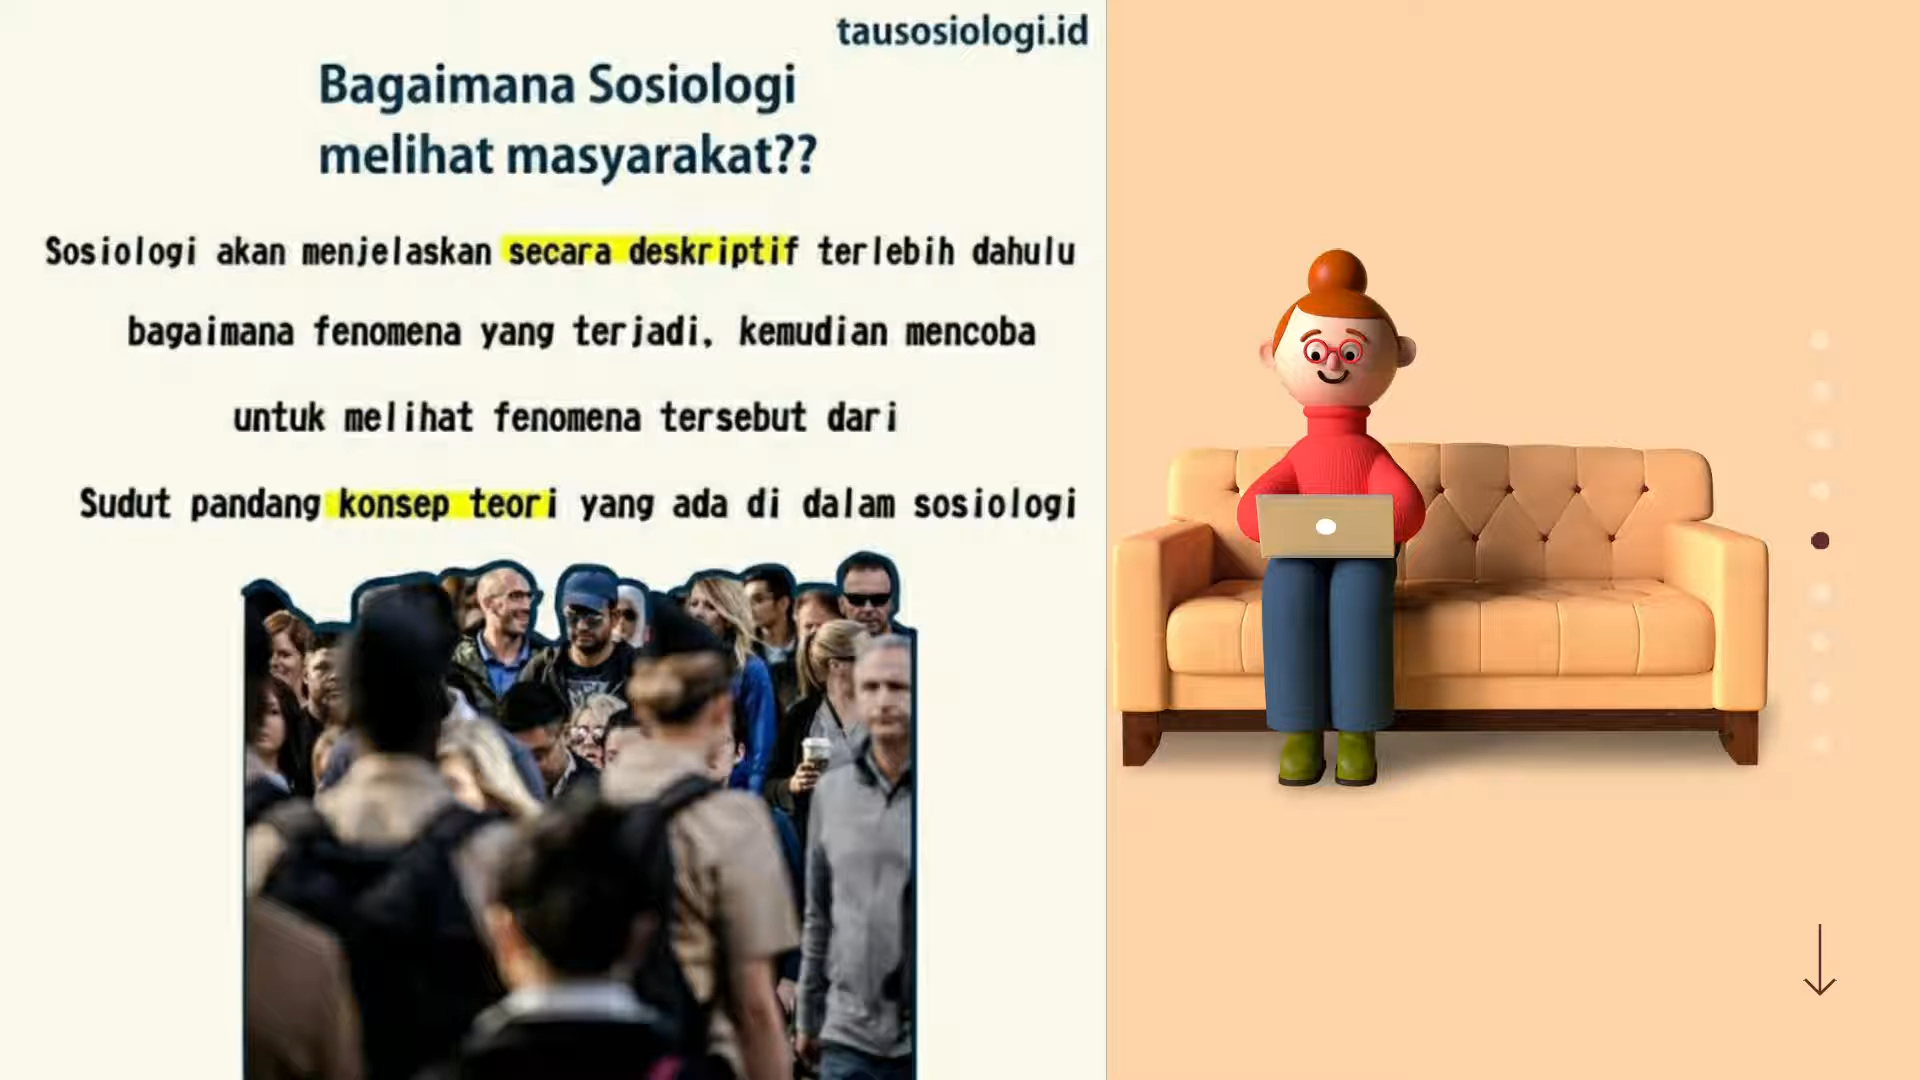 tausosiologi.id
Bagaimana Sosiologi
melihat masyarakat??
Sosiologi akan menjelaskan secara deskriptif terlebih dahulu
bagaimana fenomena yang terjadi, kemudian mencoba
untuk melihat fenomena tersebut dari
Sudut pandang konsep teori yang ada di dalam sosiologi